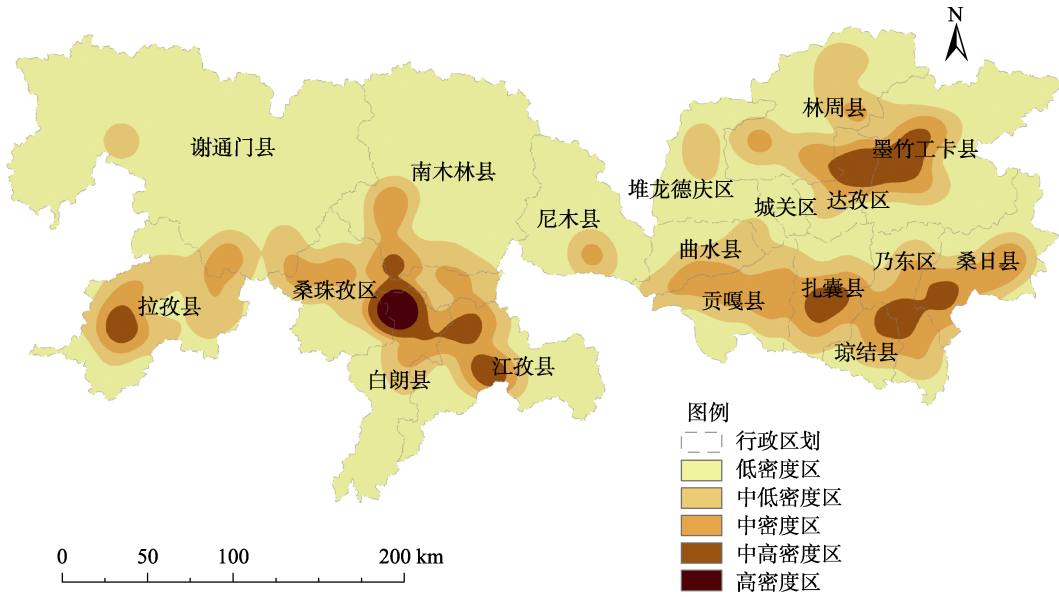 N
林周县
谢通门县
墨竹工卡县
南木林县
堆龙德庆区
达孜区
城关区
尼木县
曲水县
乃东区
桑日县
桑珠孜区
扎囊县
贡嘎县
拉孜县
琼结县
江孜县
白朗县
图例
行政区划
低密度区
中低密度区
中密度区
中高密度区
高密度区
0 50 100 200 km